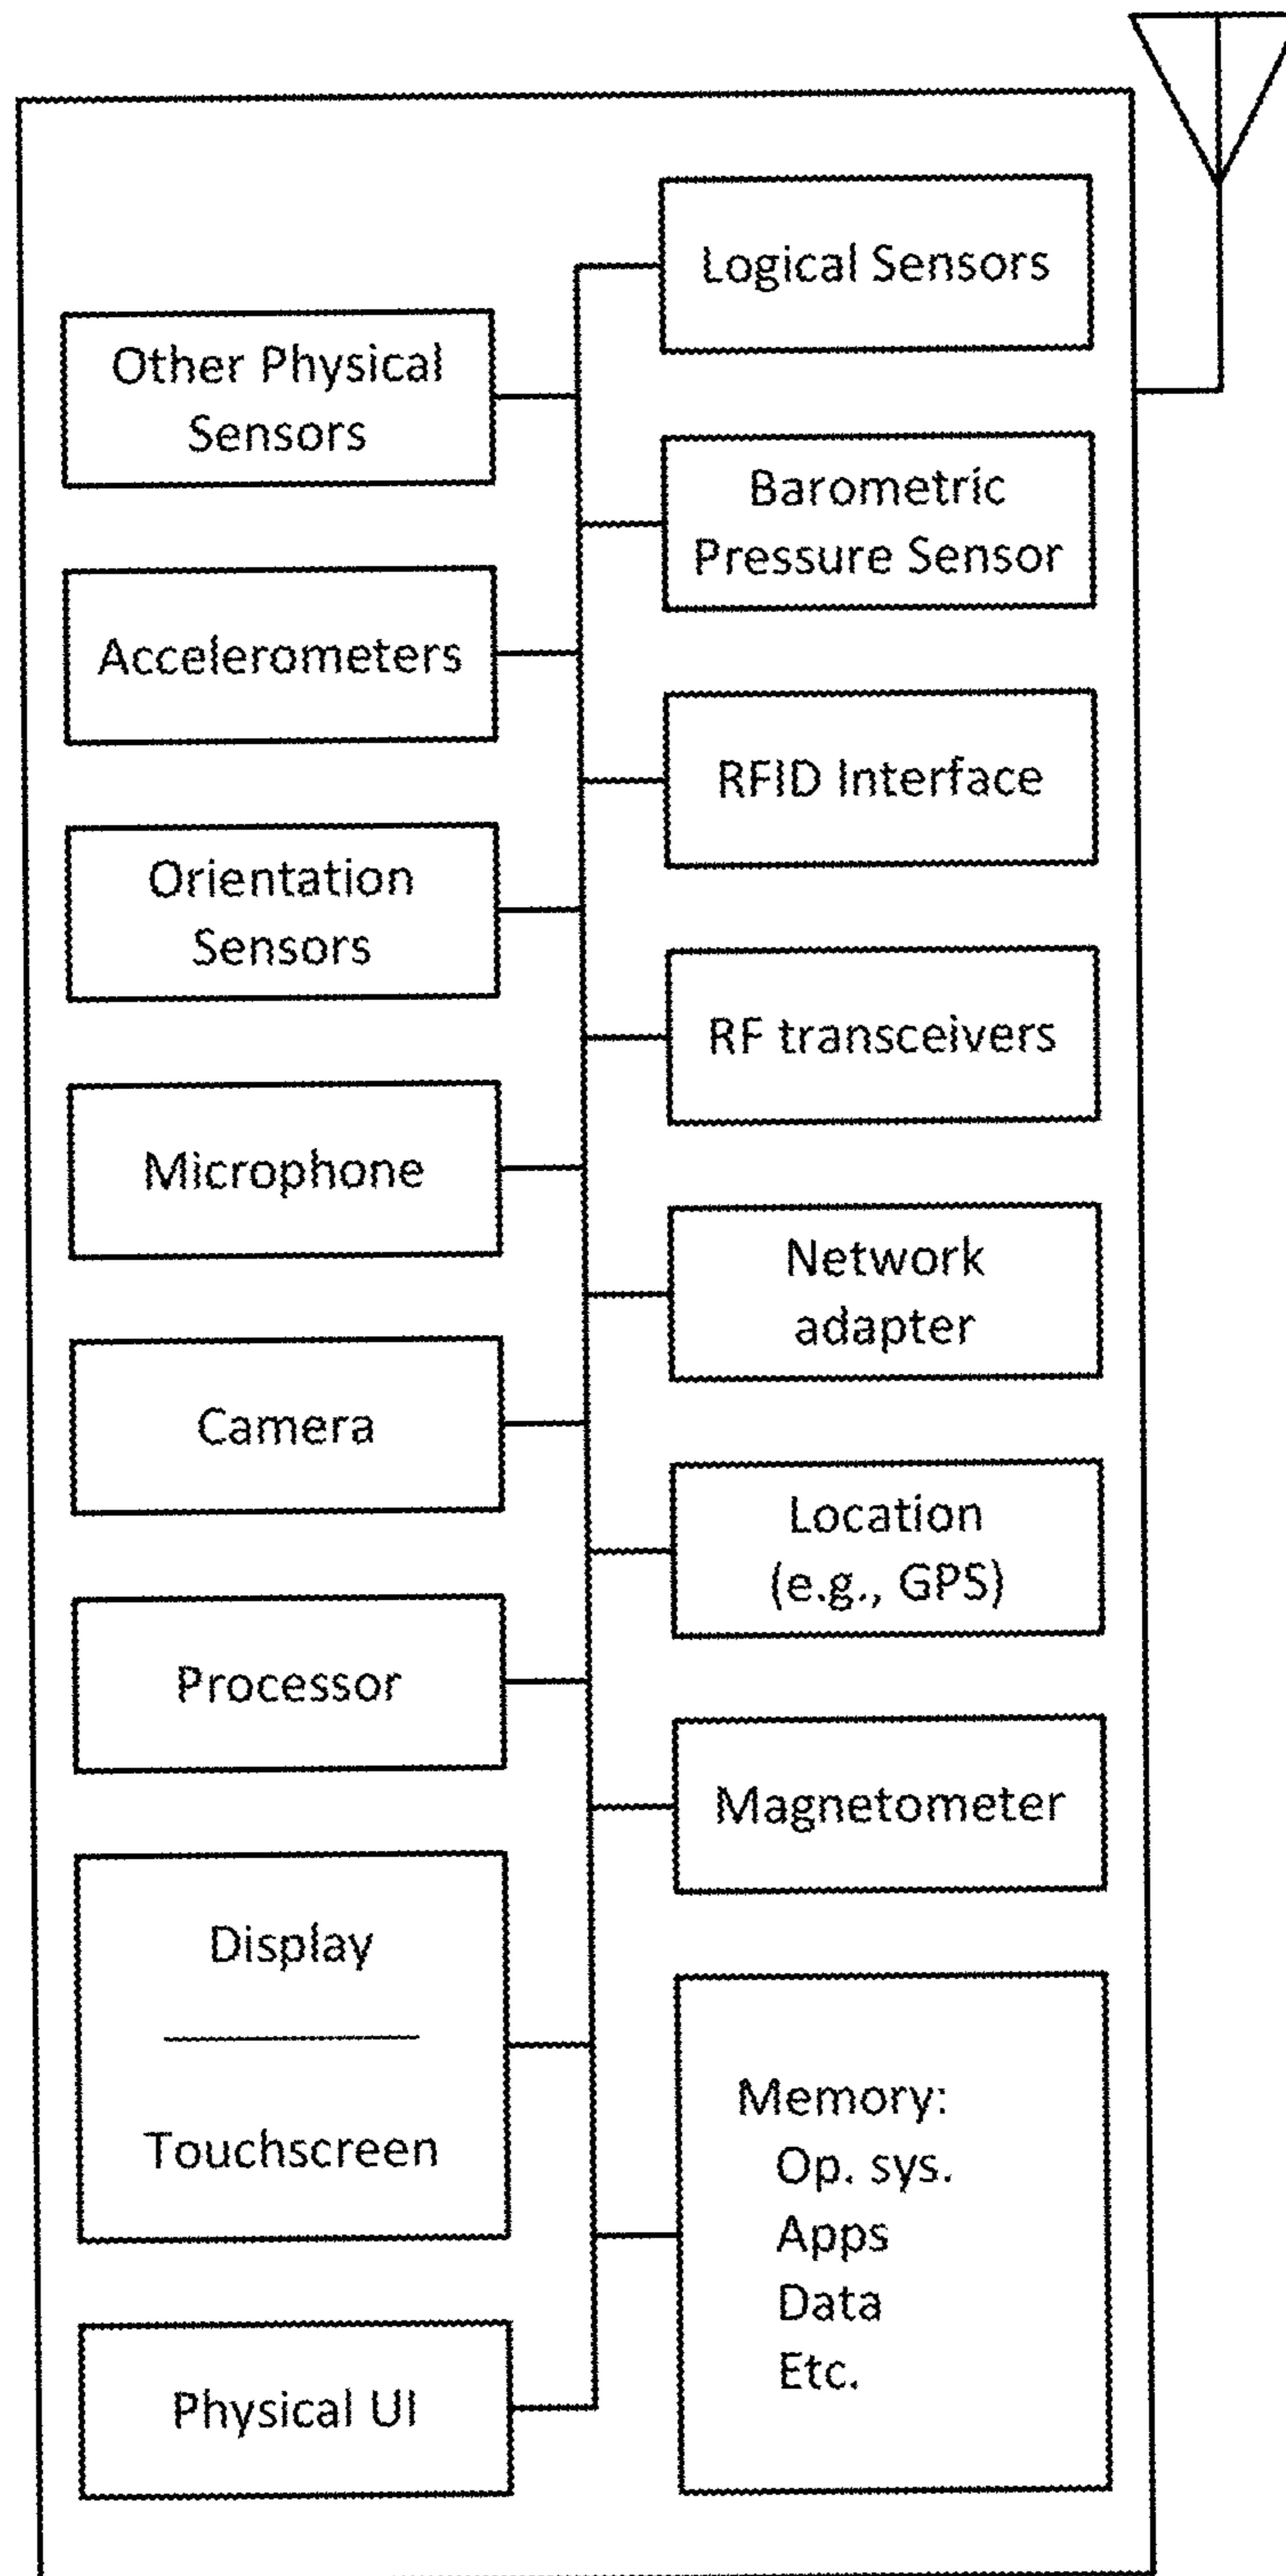 Logical Sensors
Other Physical
Sensors
Barometric
Pressure Sensor
Accelerometers
RFID Interface
Orientation
Sensors
RF transceivers
Microphone
Network
adapter
Camera
Location
(e.g., GPS)
Processor
Magnetometer
Display
Touchscreen
Memory:
Op. sys.
Apps
Data
Etc.
Physical UI